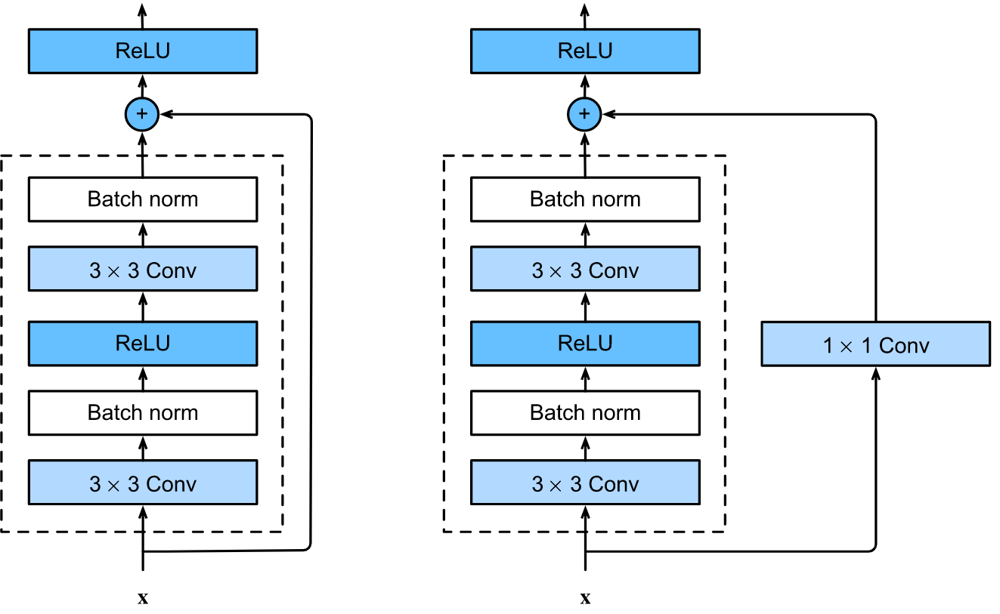 ReLU
+
Batch norm
3 × 3 Conv
ReLU
Batch norm
3 × 3 Conv
x
ReLU
+
Batch norm
3 × 3 Conv
ReLU
1 × 1 Conv
Batch norm
3 × 3 Conv
x